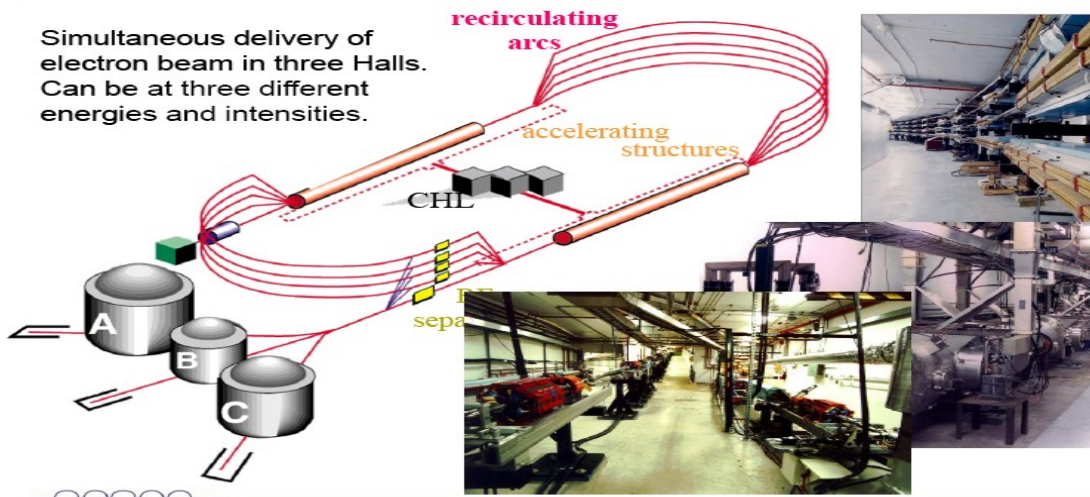 Simultaneous delivery of
electron beam in three Halls.
Can be at three different
energies and intensities.
recirculating
arcs
accelerating
structures
CHL
A
B
C